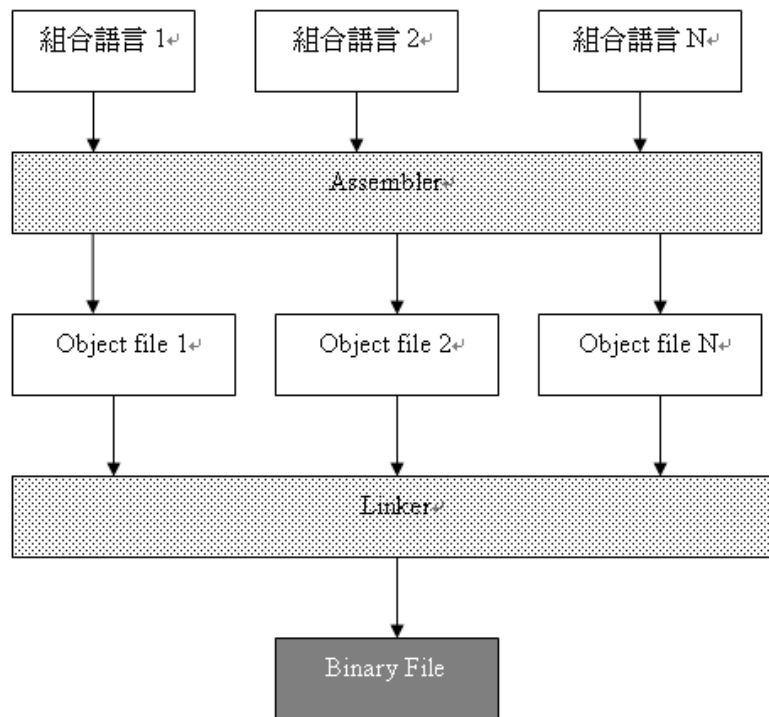 組合語言 1↵
組合語言 2↵
組合語言 N↵
Assembler↵
Object file 1↵
Object file 2↵
Object file N↵
Linker↵
Binary File